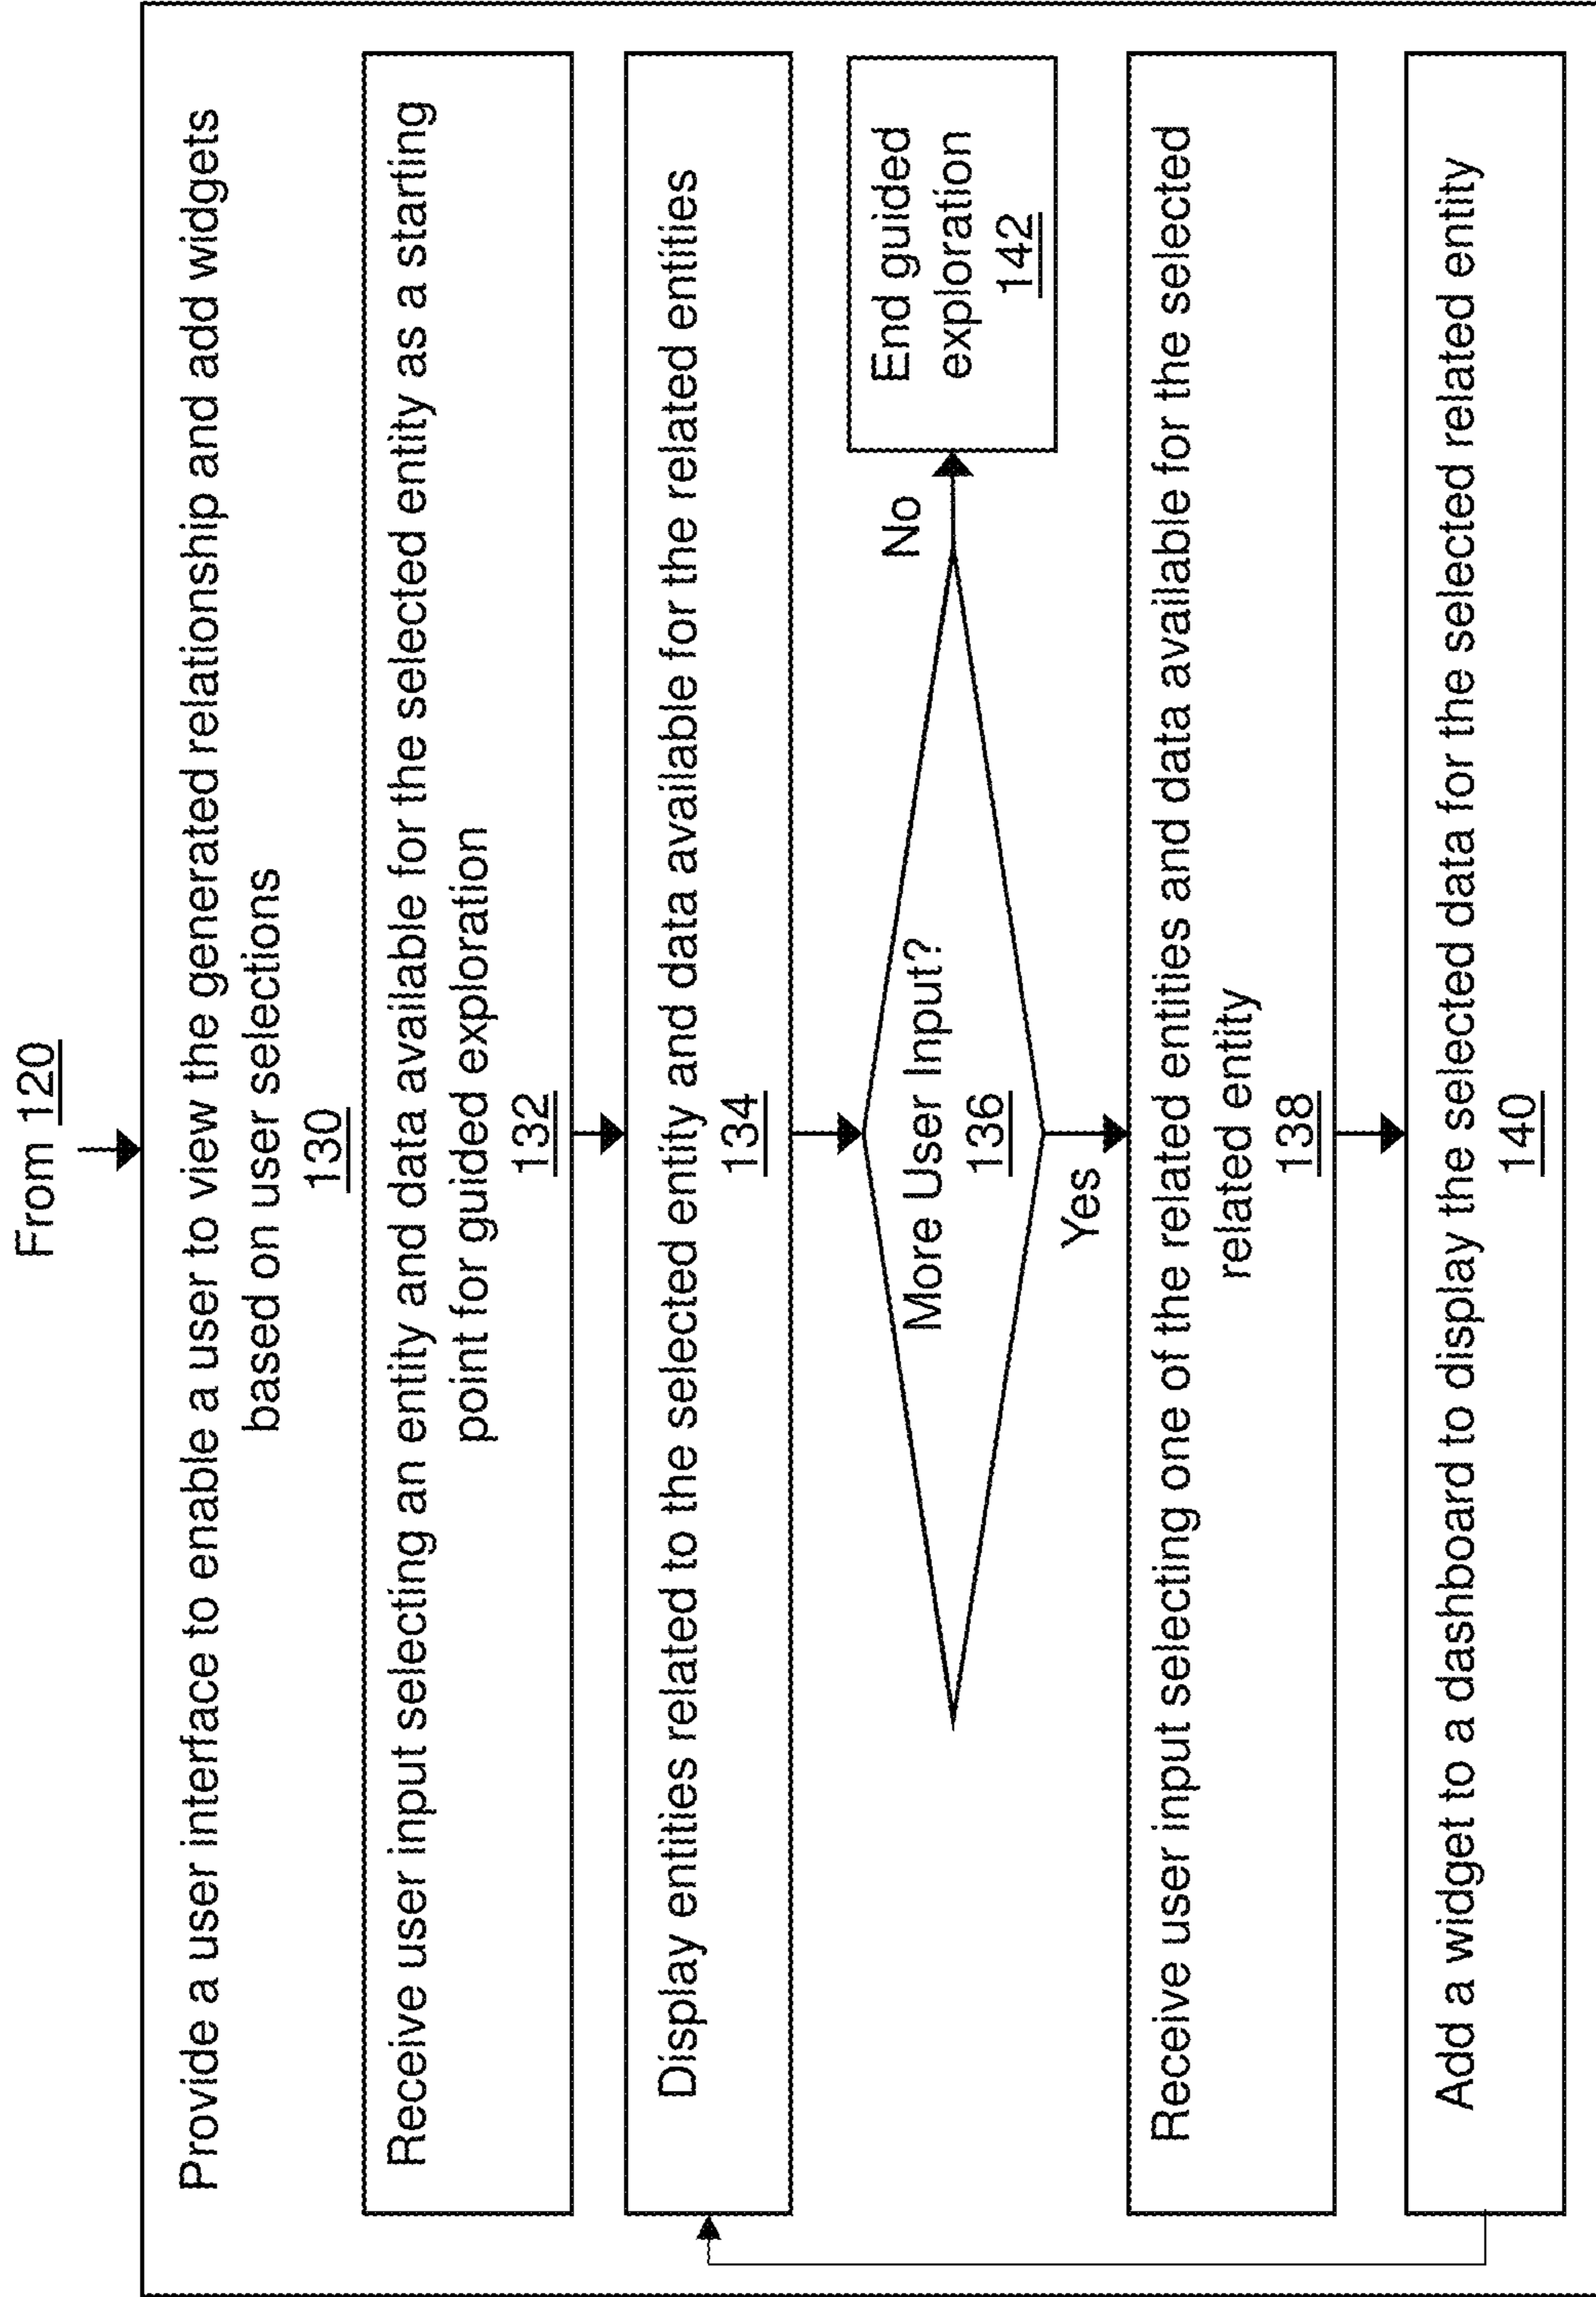 From 120
Provide a user interface to enable a user to view the generated relationship and add widgets
based on user selections
130
Receive user input selecting an entity and data available for the selected entity as a starting
point for guided exploration
132
Display entities related to the selected entity and data available for the related entities
134
More User Input?
136
No
End guided
exploration
142
Yes
Receive user input selecting one of the related entities and data available for the selected
related entity
138
Add a widget to a dashboard to display the selected data for the selected related entity
140